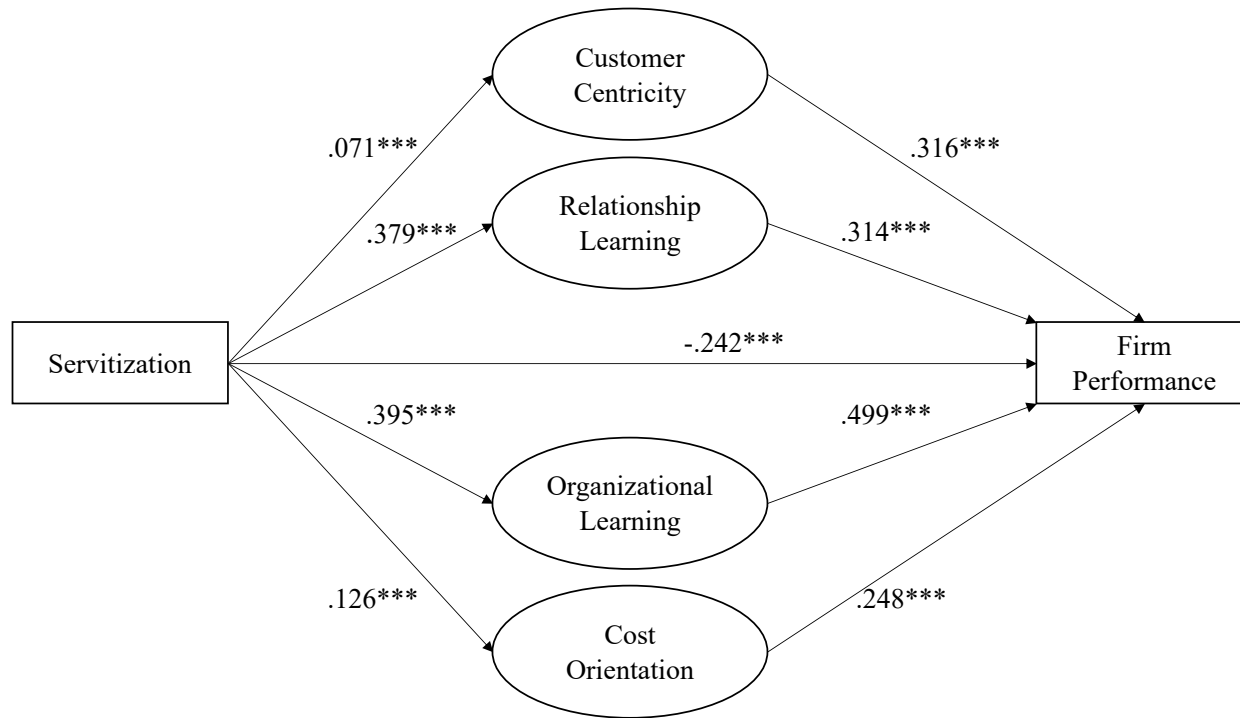 Customer
Centricity
.071***
.316***
Relationship
Learning
.379***
.314***
Servitization
-.242***
Firm
Performance
.395***
.499***
Organizational
Learning
.126***
.248***
Cost
Orientation